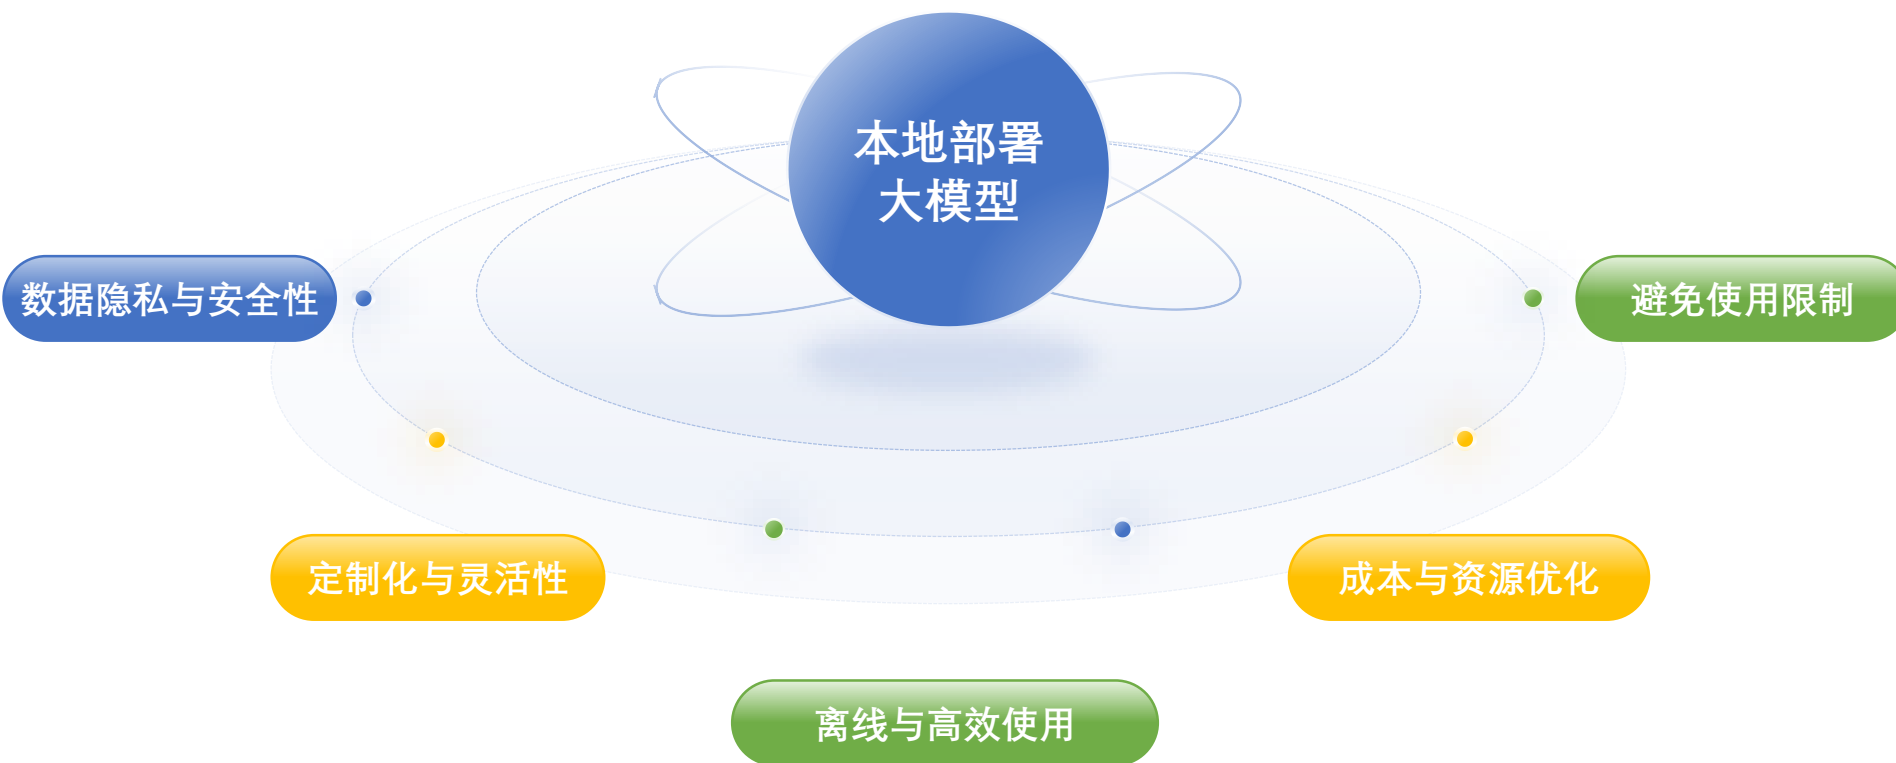 本地部署
大模型
数据隐私与安全性
避免使用限制
定制化与灵活性
成本与资源优化
离线与高效使用